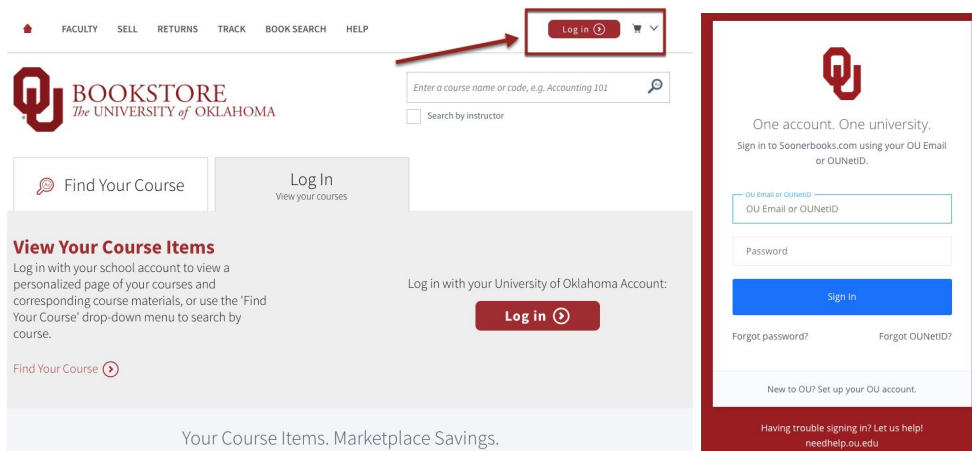 FACULTY SELL RETURNS TRACK BOOK SEARCH HELP
Log in
BOOKSTORE
The UNIVERSITY of OKLAHOMA
Enter a course name or code, e.g. Accounting 101
Search by instructor
Find Your Course
Log In
View your courses
View Your Course Items
Log in with your school account to view a
personalized page of your courses and
corresponding course materials, or use the 'Find
Your Course' drop-down menu to search by
course.
Find Your Course
Log in with your University of Oklahoma Account:
Log in
Your Course Items. Marketplace Savings.
One account. One university.
Sign in to Soonerbooks.com using your OU Email
or OUNetID.
OU Email or OUNetID
OU Email or OUNetID
Password
Sign In
Forgot password? Forgot OUNetID?
New to OU? Set up your OU account.
Having trouble signing in? Let us help!
needhelp.ou.edu